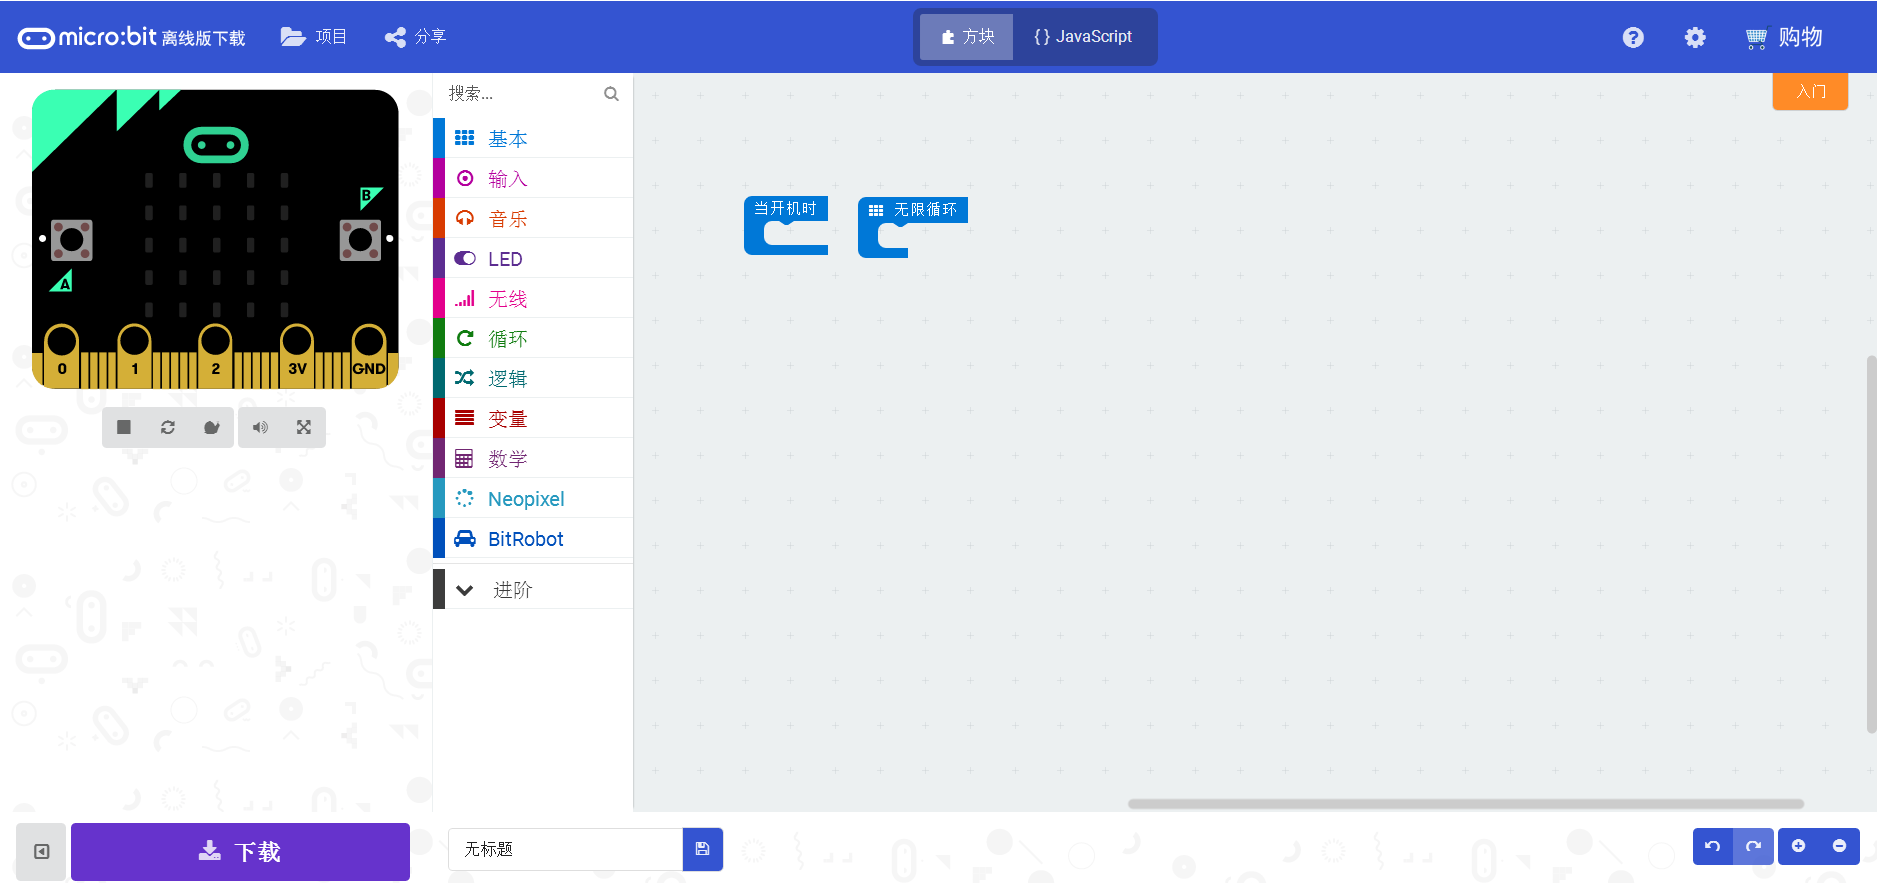 micro:bit 离线版下载
项目
分享
方块
{} JavaScript
购物
入门
搜索...
基本
输入
音乐
LED
无线
循环
逻辑
变量
数学
Neopixel
BitRobot
进阶
当开机时
无限循环
B
A
0 1 2 3V GND
下载
无标题